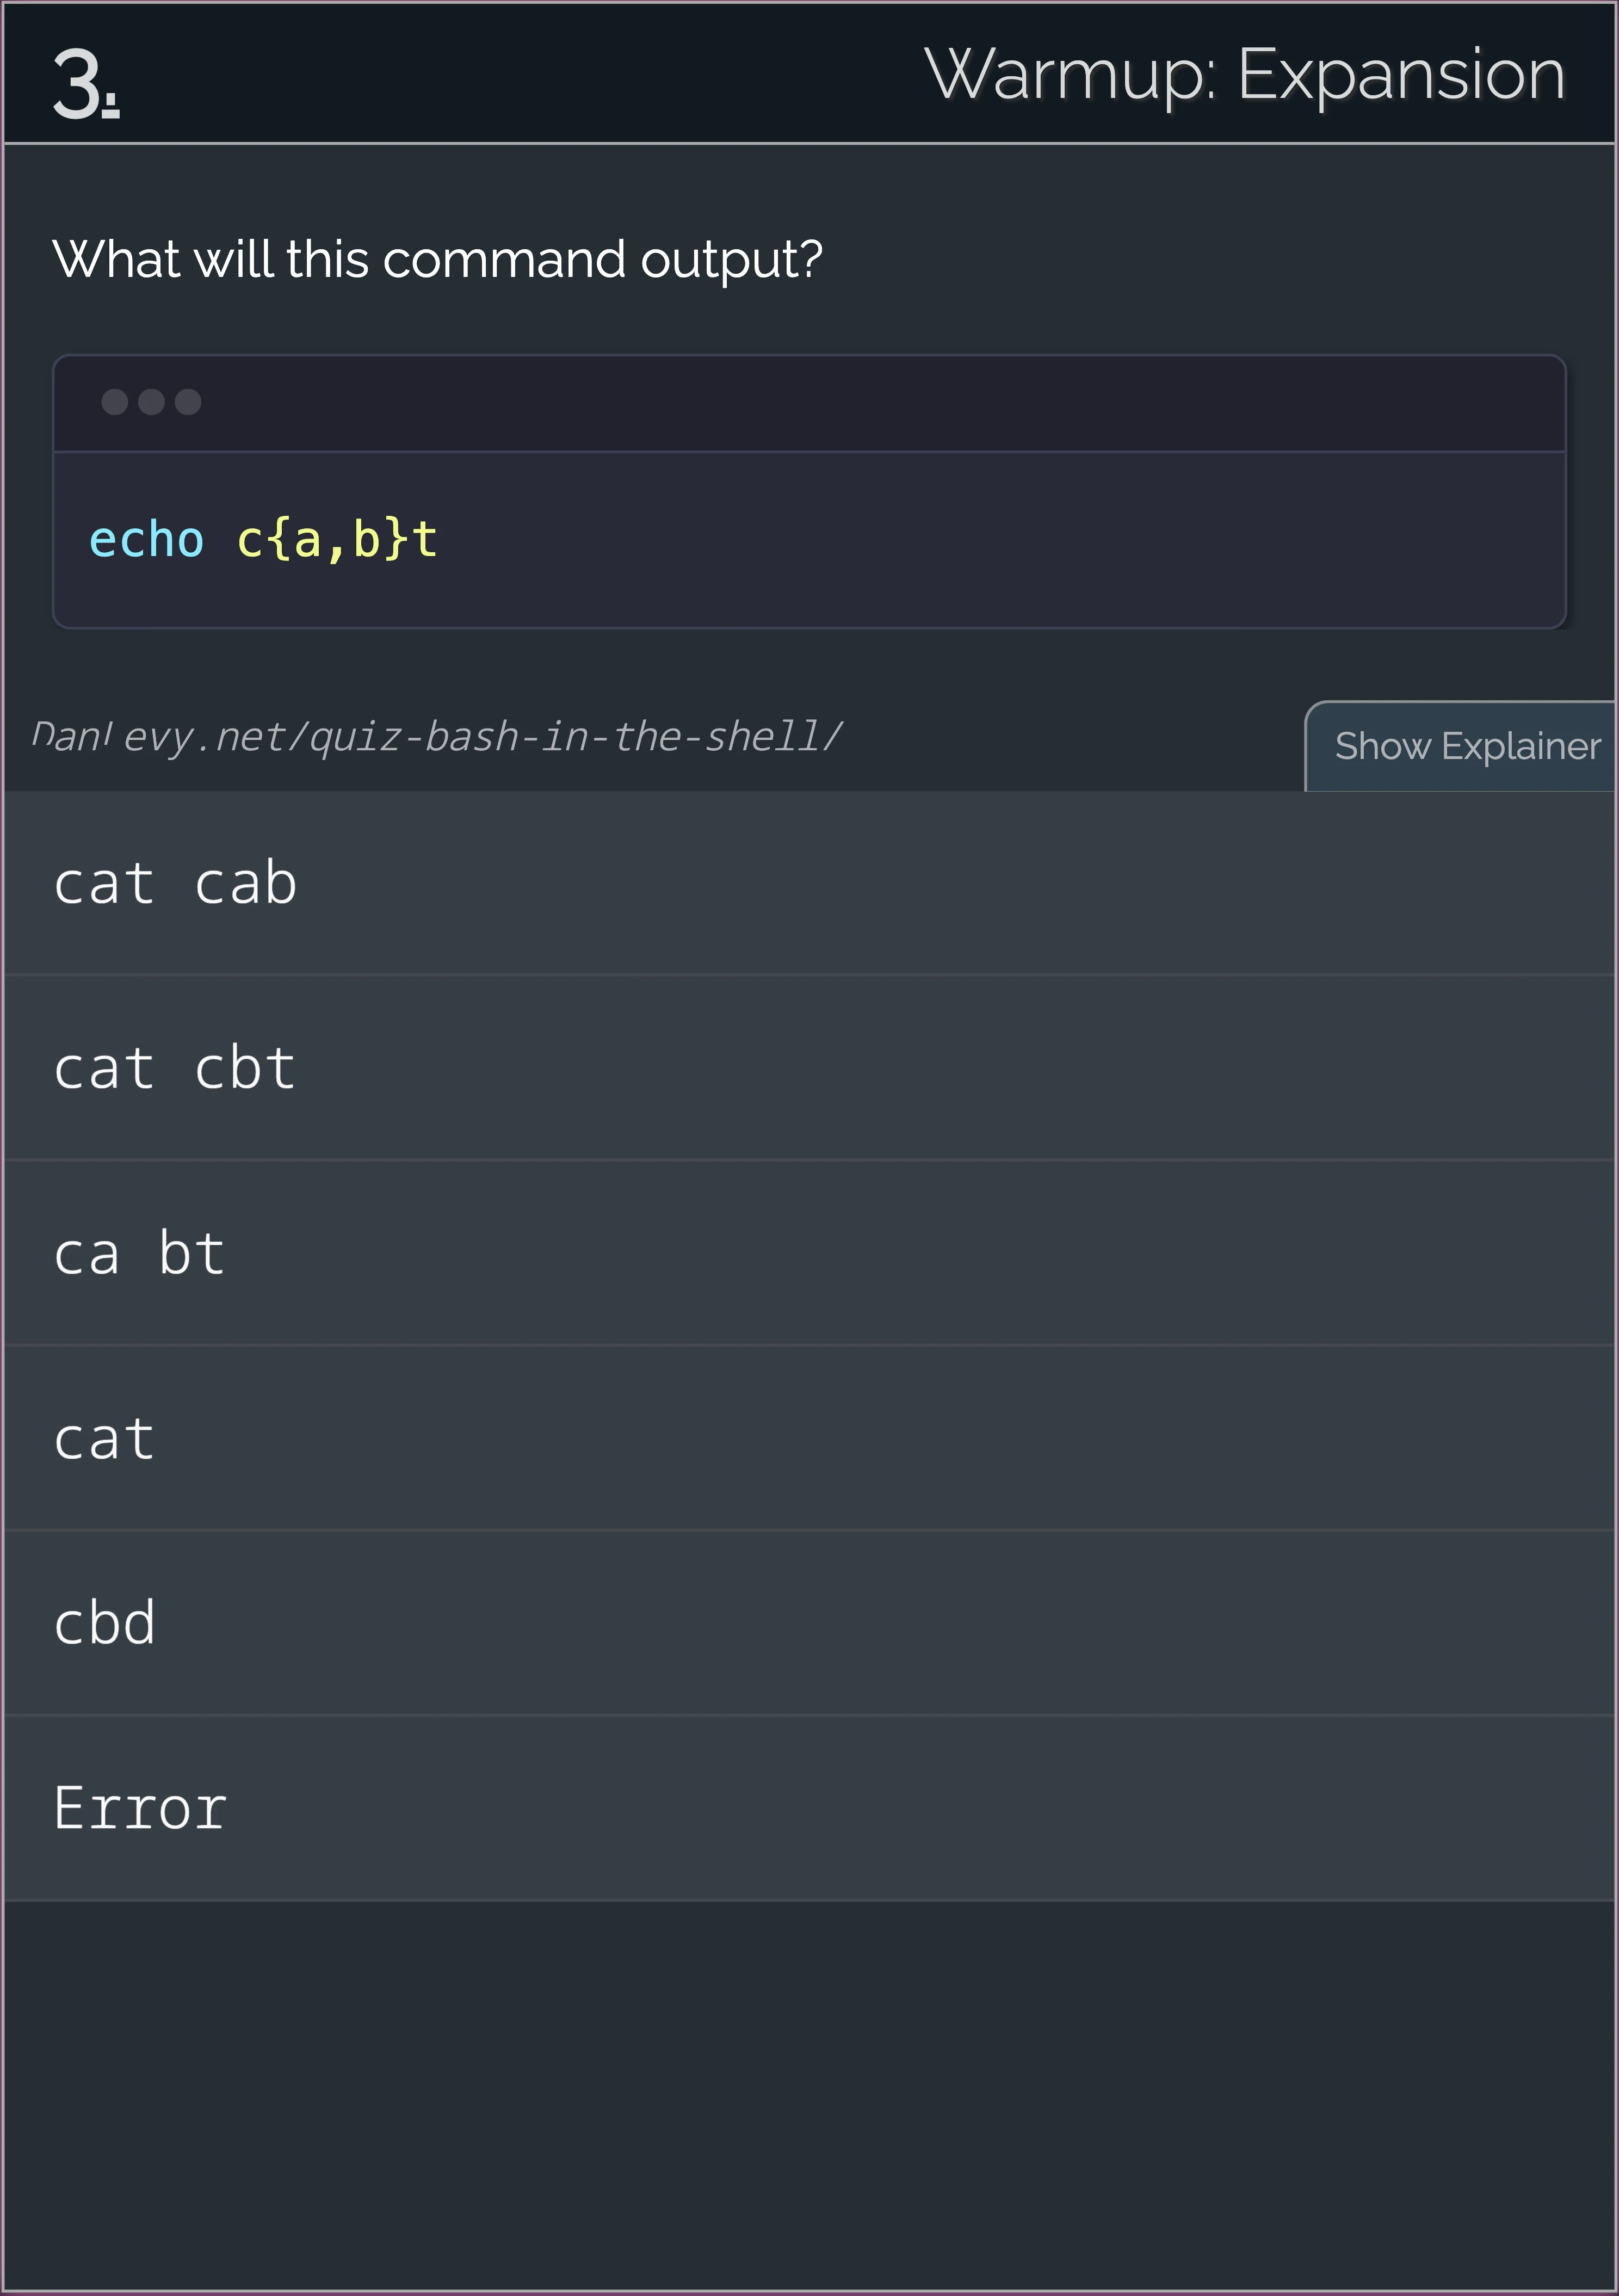 3.
Warmup: Expansion
What will this command output?
echo c{a,b}t
DanLevy.net/quiz-bash-in-the-shell/
Show Explainer
cat cab
cat cbt
ca bt
cat
cbd
Error